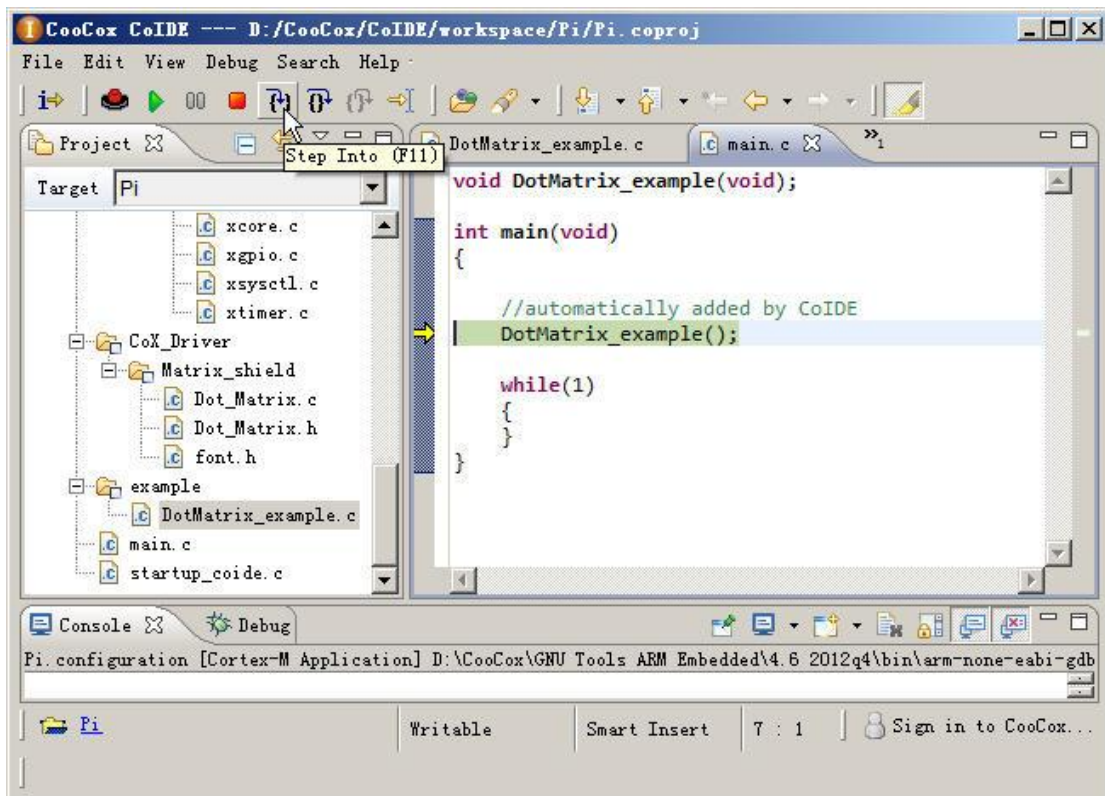 CooCox CoIDE --- D:/CooCox/CoIDE/workspace/Pi/Pi.coproj
File Edit View Debug Search Help
Project
Step Into (F11)
DotMatrix_example.c
main.c
»1
Target Pi
xcore.c
xgpio.c
xsysctl.c
xtimer.c
CoX_Driver
Matrix_shield
Dot_Matrix.c
Dot_Matrix.h
font.h
example
DotMatrix_example.c
main.c
startup_coide.c
void DotMatrix_example(void);
int main(void)
{
//automatically added by CoIDE
DotMatrix_example();
while(1)
{
}
}
Console Debug
Pi.configuration [Cortex-M Application] D:\CooCox\GNU Tools ARM Embedded\4.6 2012q4\bin\arm-none-eabi-gdb
Pi Writable Smart Insert 7 : 1 Sign in to CooCox...